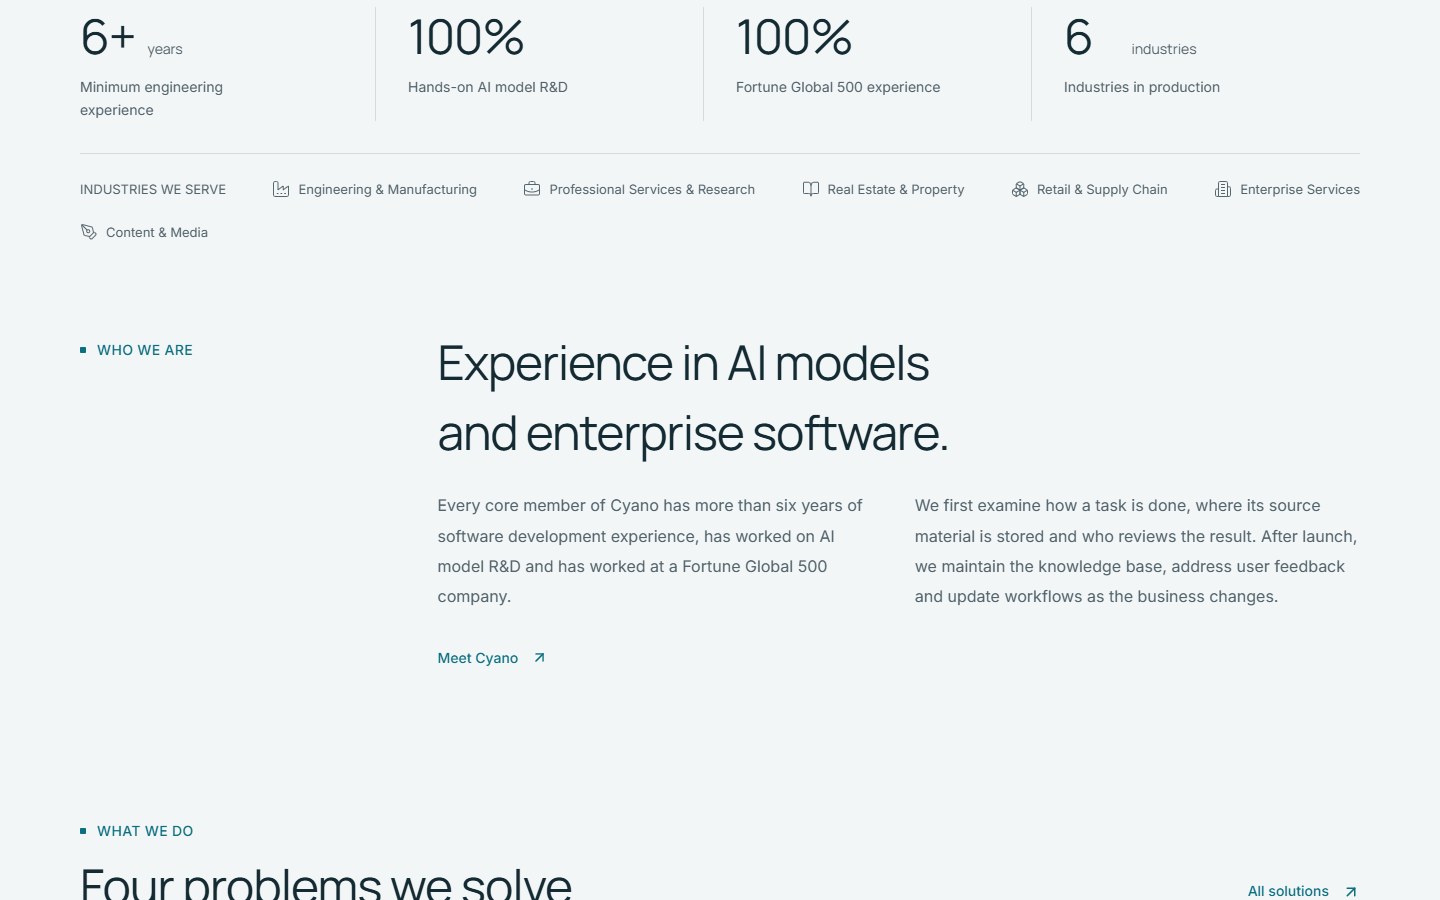 6+ years
Minimum engineering
experience
100%
Hands-on AI model R&D
100%
Fortune Global 500 experience
6 industries
Industries in production
INDUSTRIES WE SERVE
Engineering & Manufacturing
Professional Services & Research
Real Estate & Property
Retail & Supply Chain
Enterprise Services
Content & Media
WHO WE ARE
Experience in AI models
and enterprise software.
Every core member of Cyano has more than six years of
software development experience, has worked on AI
model R&D and has worked at a Fortune Global 500
company.
We first examine how a task is done, where its source
material is stored and who reviews the result. After launch,
we maintain the knowledge base, address user feedback
and update workflows as the business changes.
Meet Cyano
WHAT WE DO
Four problems we solve
All solutions